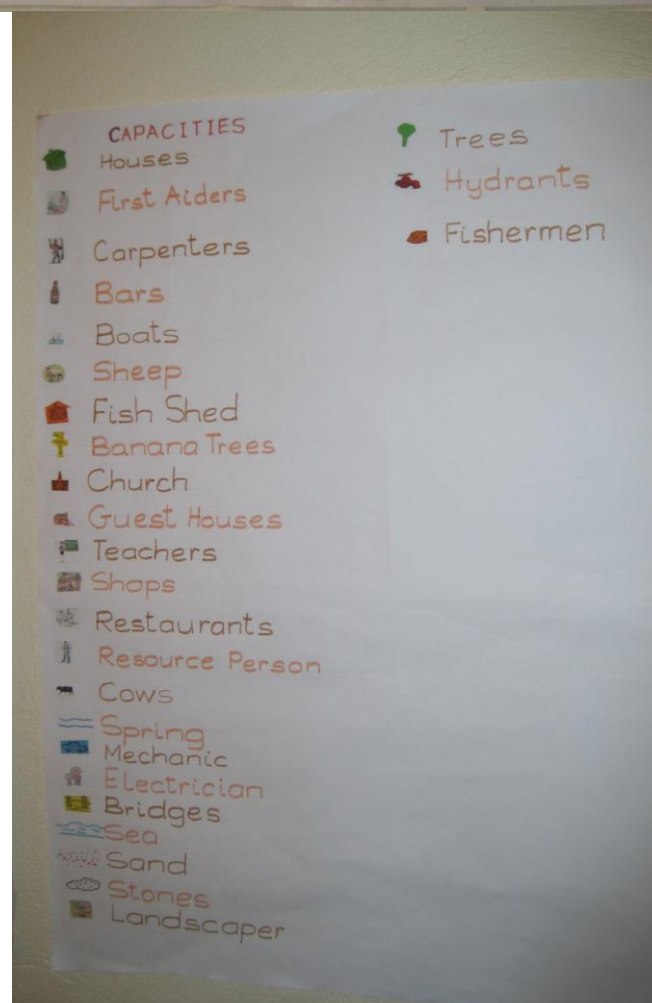 CAPACITIES
Houses
First Aiders
Carpenters
Bars
Boats
Sheep
Fish Shed
Banana Trees
Church
Guest Houses
Teachers
Shops
Restaurants
Resource Person
Cows
Spring
Mechanic
Electrician
Bridges
Sea
Sand
Stones
Landscaper
Trees
Hydrants
Fishermen